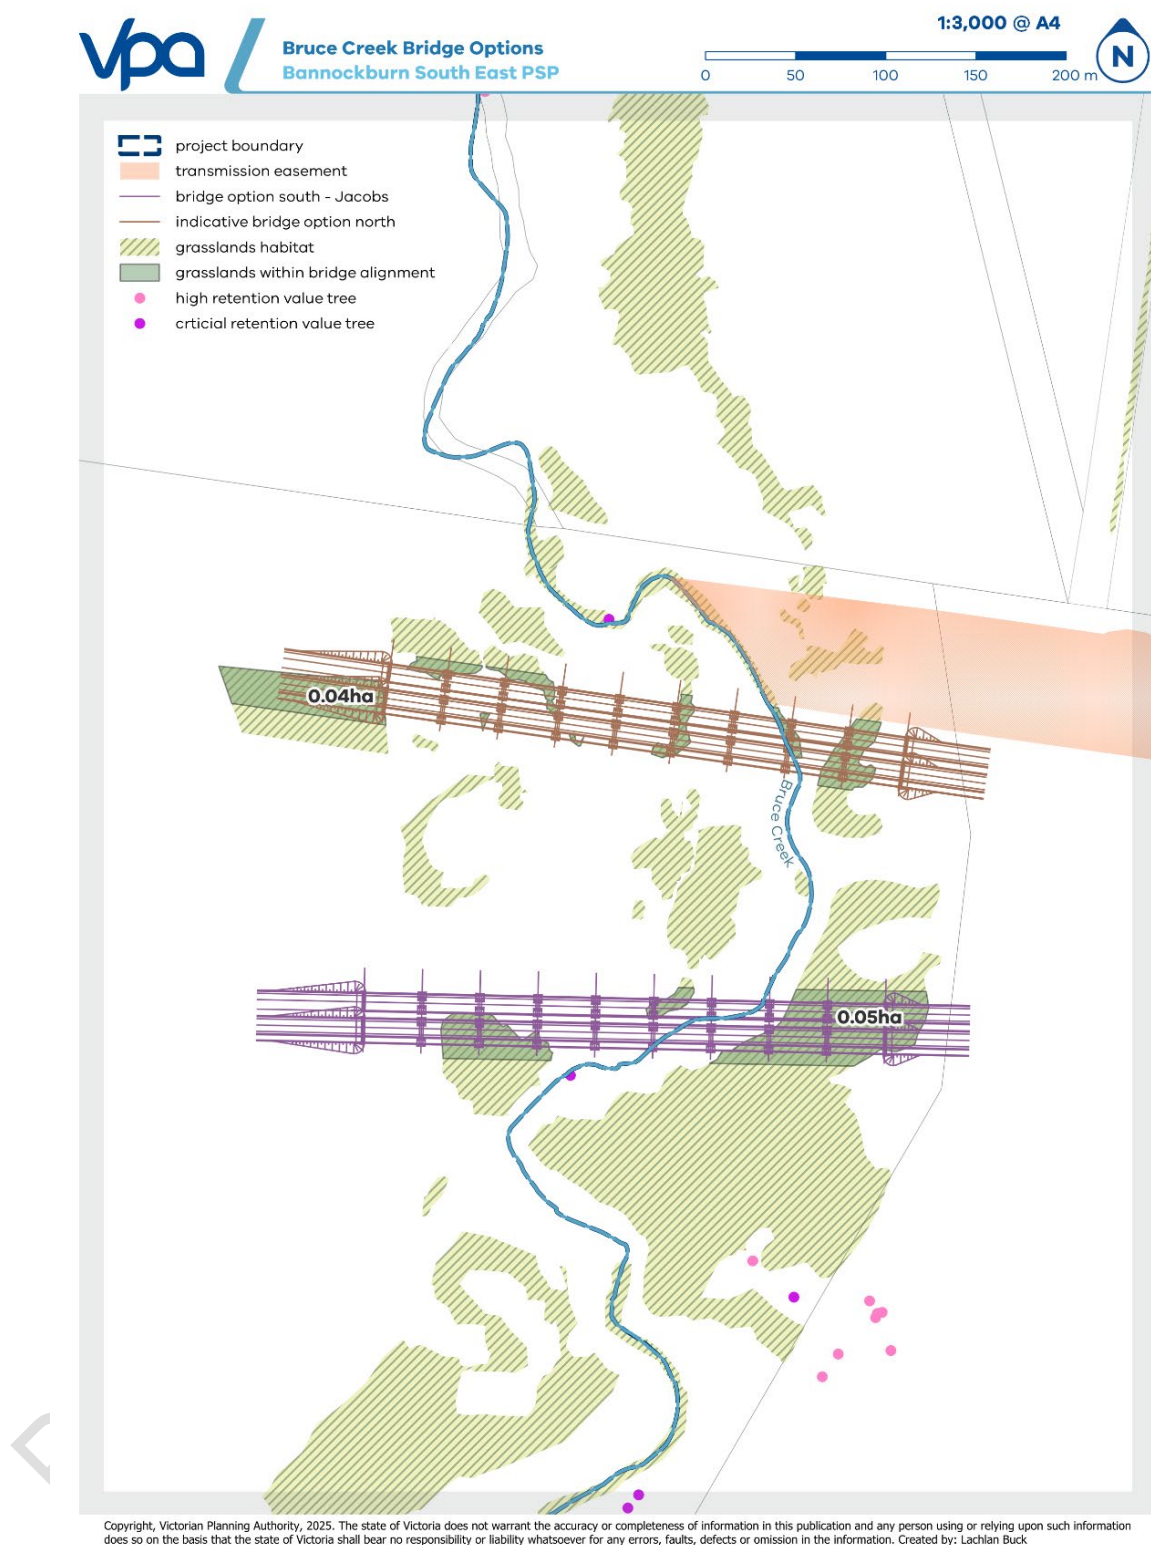 vpa
Bruce Creek Bridge Options
Bannockburn South East PSP
1:3,000 @ A4
0 50 100 150 200 m
N
project boundary
transmission easement
bridge option south - Jacobs
indicative bridge option north
grasslands habitat
grasslands within bridge alignment
high retention value tree
crticial retention value tree
0.04ha
Bruce Creek
0.05ha
Copyright, Victorian Planning Authority, 2025. The state of Victoria does not warrant the accuracy or completeness of information in this publication and any person using or relying upon such information
does so on the basis that the state of Victoria shall bear no responsibility or liability whatsoever for any errors, faults, defects or omission in the information. Created by: Lachlan Buck